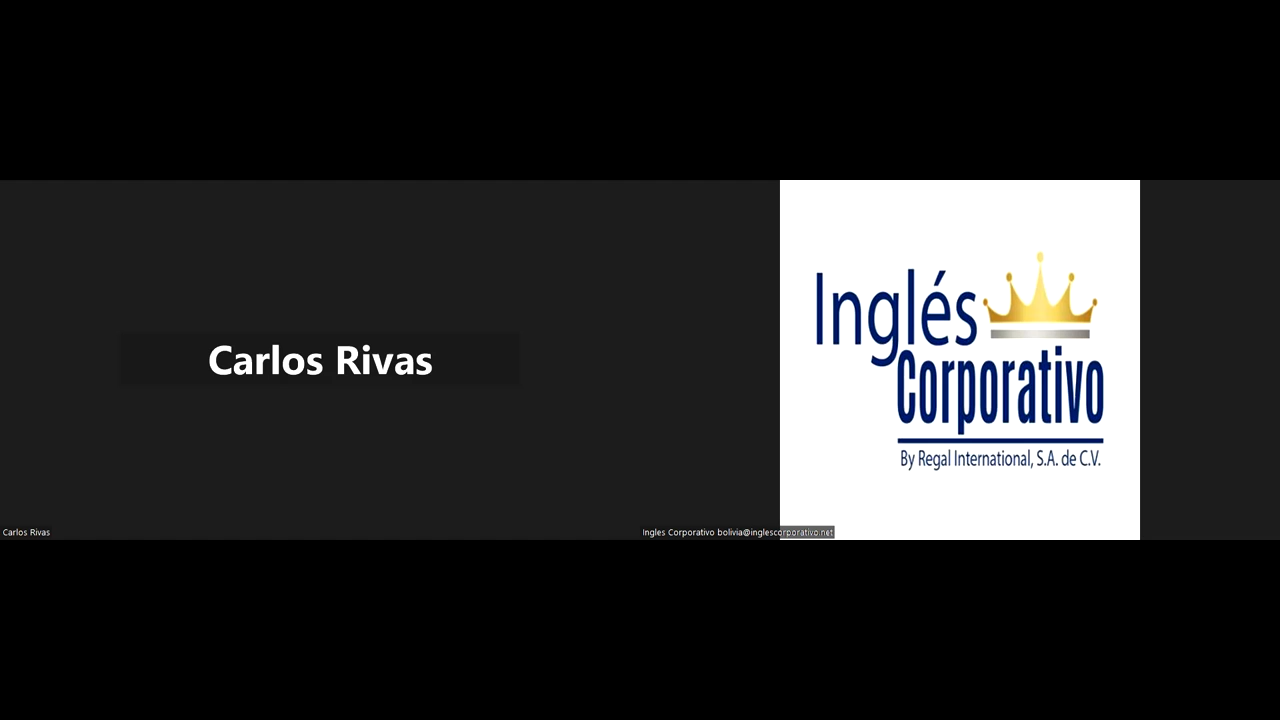 Carlos Rivas
Inglés
Corporativo
By Regal International, S.A. de C.V.
Carlos Rivas
Ingles Corporativo bolivia@inglescorporativo.net